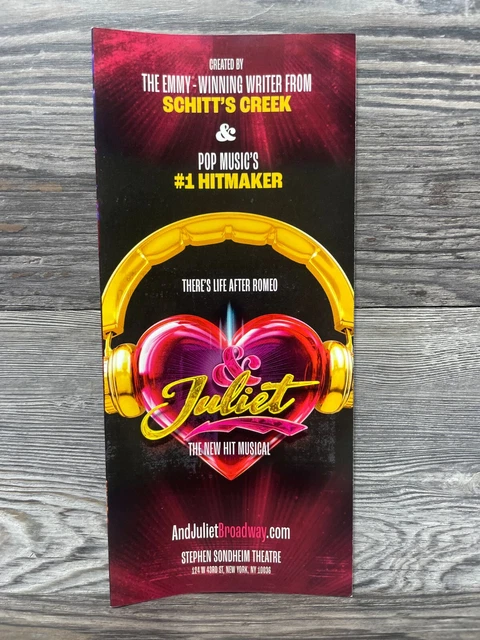 CREATED BY
THE EMMY®-WINNING WRITER FROM
SCHITT'S CREEK
&
POP MUSIC'S
#1 HITMAKER
THERE'S LIFE AFTER ROMEO
&
Juliet
THE NEW HIT MUSICAL
AndJulietBroadway.com
STEPHEN SONDHEIM THEATRE
124 W 43RD ST, NEW YORK, NY 10036